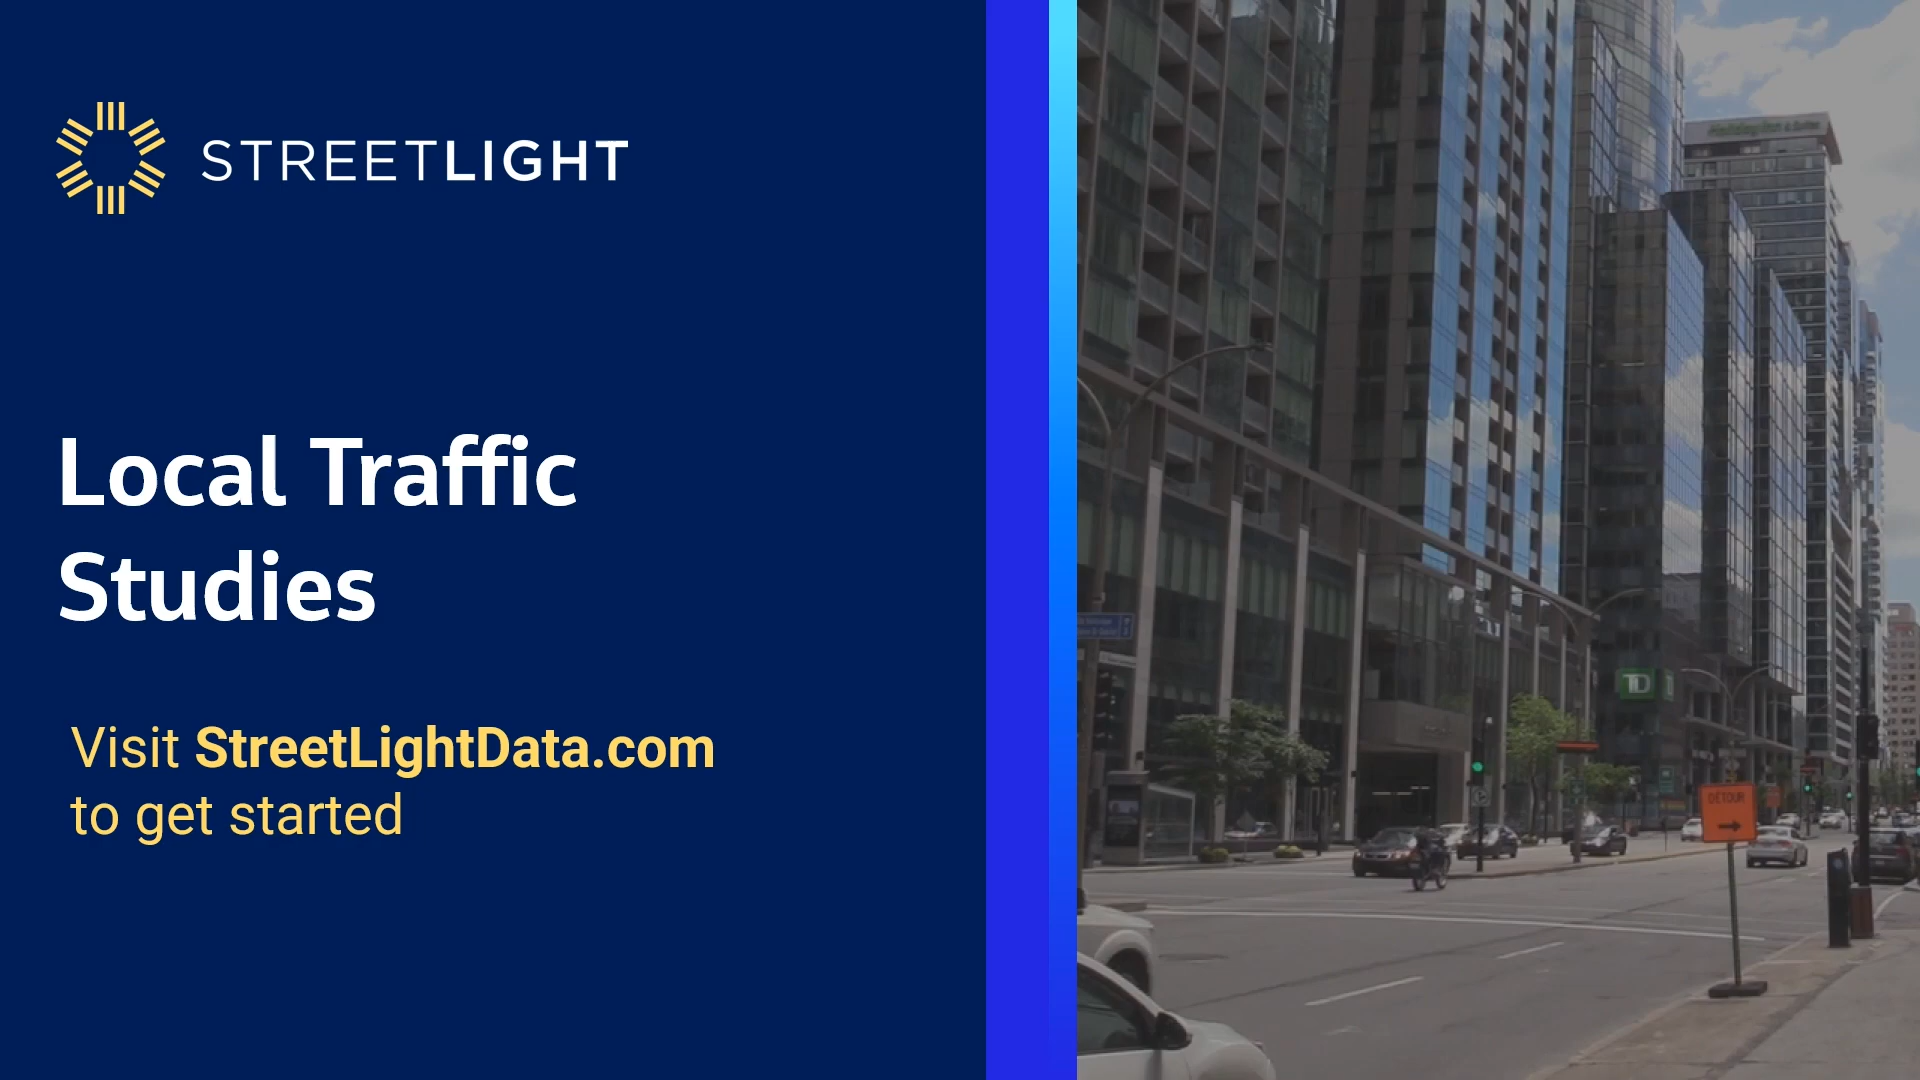 STREETLIGHT
Local Traffic
Studies
Visit StreetLightData.com
to get started
TD
DÉTOUR